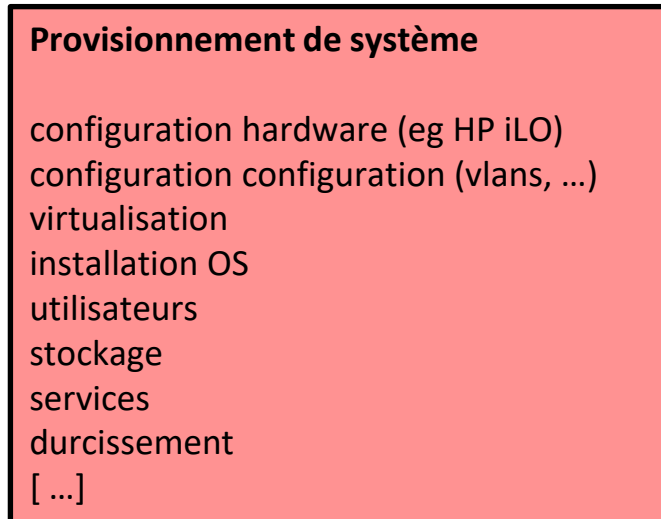 Provisionnement de système
configuration hardware (eg HP iLO)
configuration configuration (vlans, …)
virtualisation
installation OS
utilisateurs
stockage
services
durcissement
[ …]